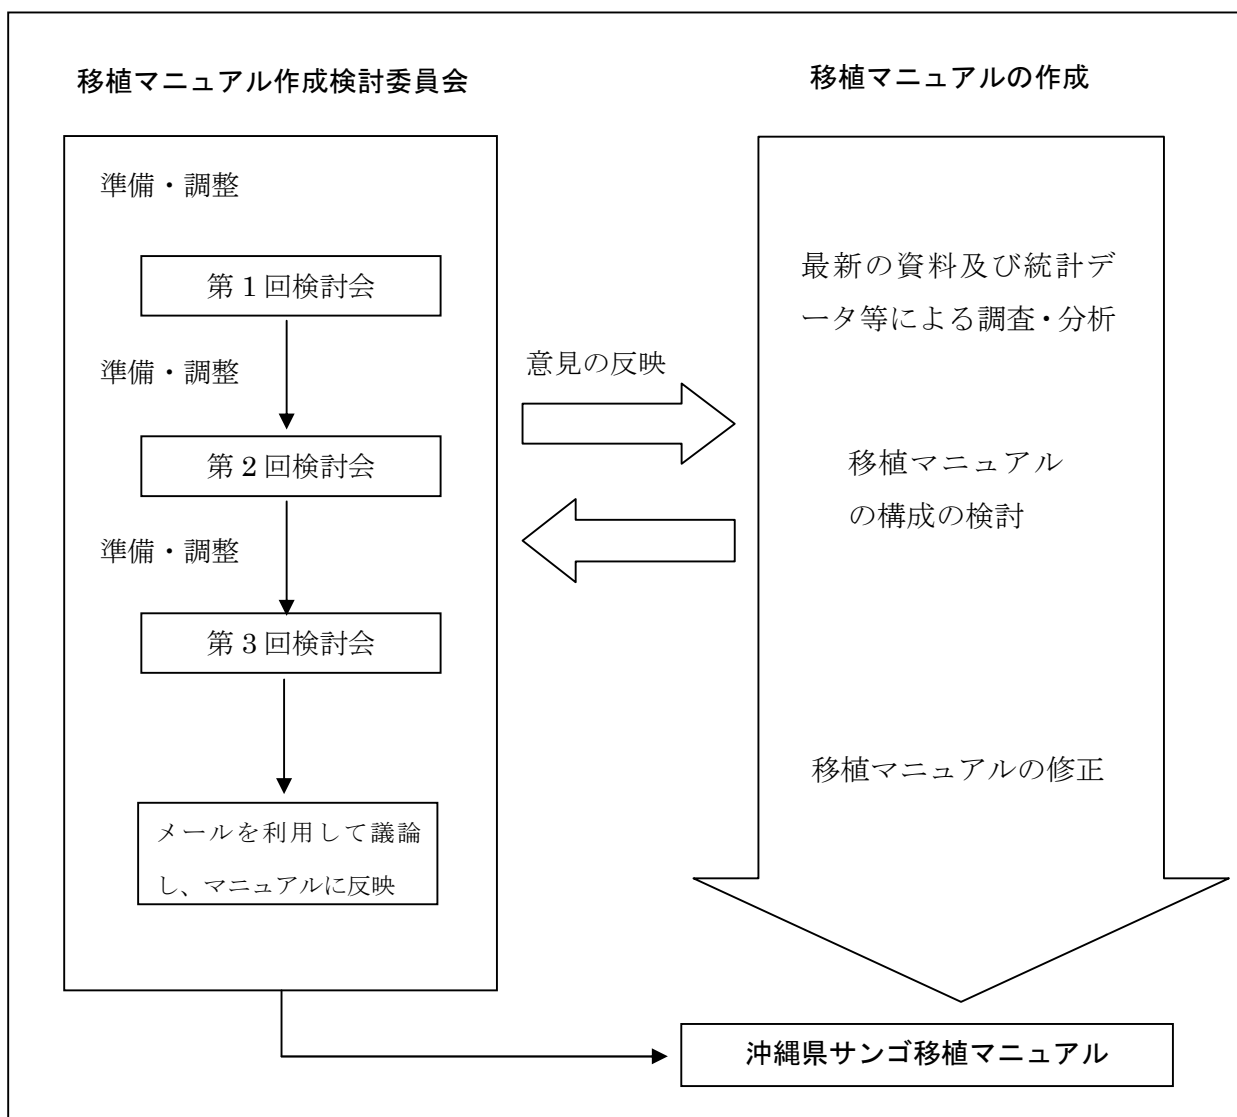 移植マニュアル作成検討委員会
準備・調整
第1回検討会
準備・調整
第2回検討会
準備・調整
第3回検討会
メールを利用して議論
し、マニュアルに反映
意見の反映
移植マニュアルの作成
最新の資料及び統計デ
ータ等による調査・分析
移植マニュアル
の構成の検討
移植マニュアルの修正
沖縄県サンゴ移植マニュアル